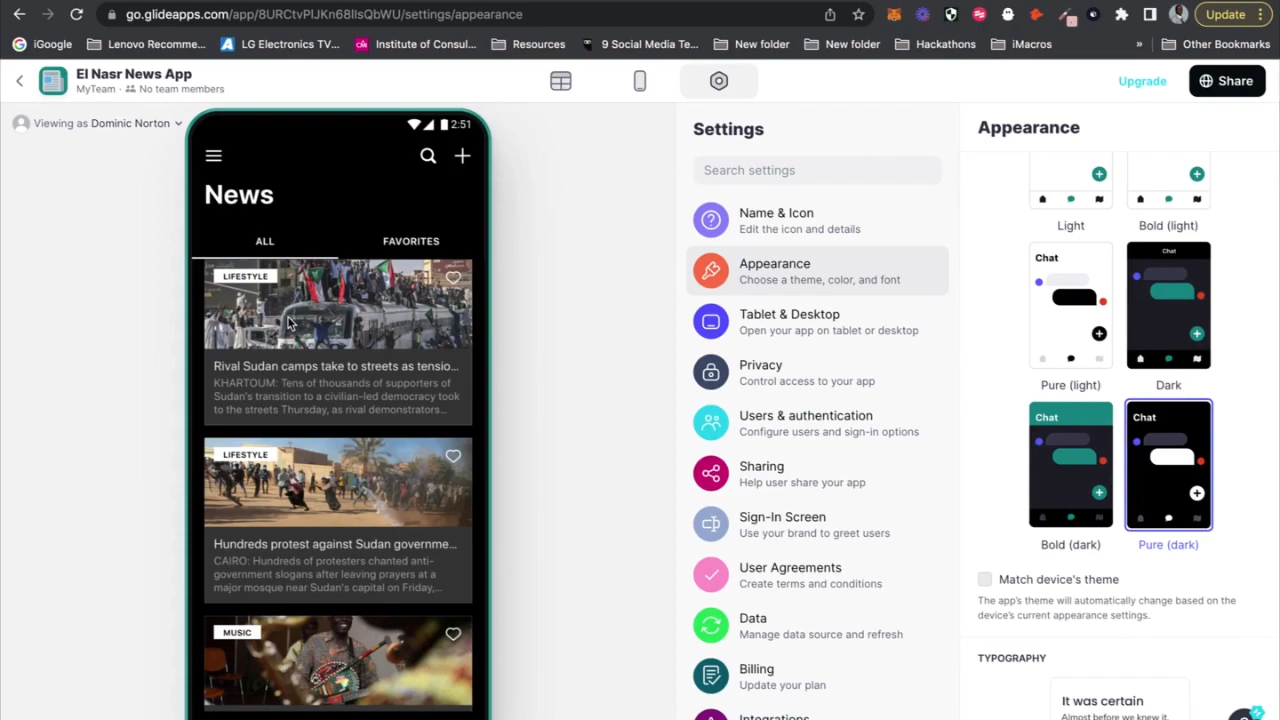 go.glideapps.com/app/8URCtvPIJKn68IlsQbWU/settings/appearance
Update
iGoogle
Lenovo Recomme...
LG Electronics TV...
Institute of Consul...
Resources
9 Social Media Te...
New folder
New folder
Hackathons
iMacros
»
Other Bookmarks
El Nasr News App
MyTeam · No team members
Upgrade
Share
Viewing as Dominic Norton
2:51
News
ALL
FAVORITES
LIFESTYLE
Rival Sudan camps take to streets as tensio...
KHARTOUM: Tens of thousands of supporters of
Sudan's transition to a civilian-led democracy took
to the streets Thursday, as rival demonstrators...
LIFESTYLE
Hundreds protest against Sudan governme...
CAIRO: Hundreds of protesters chanted anti-
government slogans after leaving prayers at a
major mosque near Sudan's capital on Friday,...
MUSIC
Settings
Search settings
Name & Icon
Edit the icon and details
Appearance
Choose a theme, color, and font
Tablet & Desktop
Open your app on tablet or desktop
Privacy
Control access to your app
Users & authentication
Configure users and sign-in options
Sharing
Help user share your app
Sign-In Screen
Use your brand to greet users
User Agreements
Create terms and conditions
Data
Manage data source and refresh
Billing
Update your plan
Integrations
Appearance
Light
Bold (light)
Chat
Chat
Pure (light)
Dark
Chat
Chat
Bold (dark)
Pure (dark)
Match device's theme
The app's theme will automatically change based on the
device's current appearance settings.
TYPOGRAPHY
It was certain
Almost before we knew it,